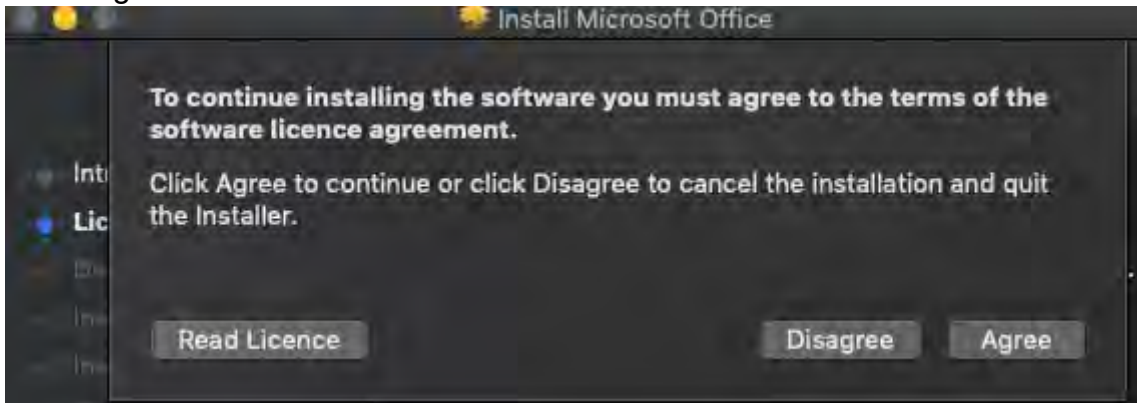 Install Microsoft Office
To continue installing the software you must agree to the terms of the
software licence agreement.
Click Agree to continue or click Disagree to cancel the installation and quit
the Installer.
Int
Lic
Read Licence
Disagree
Agree